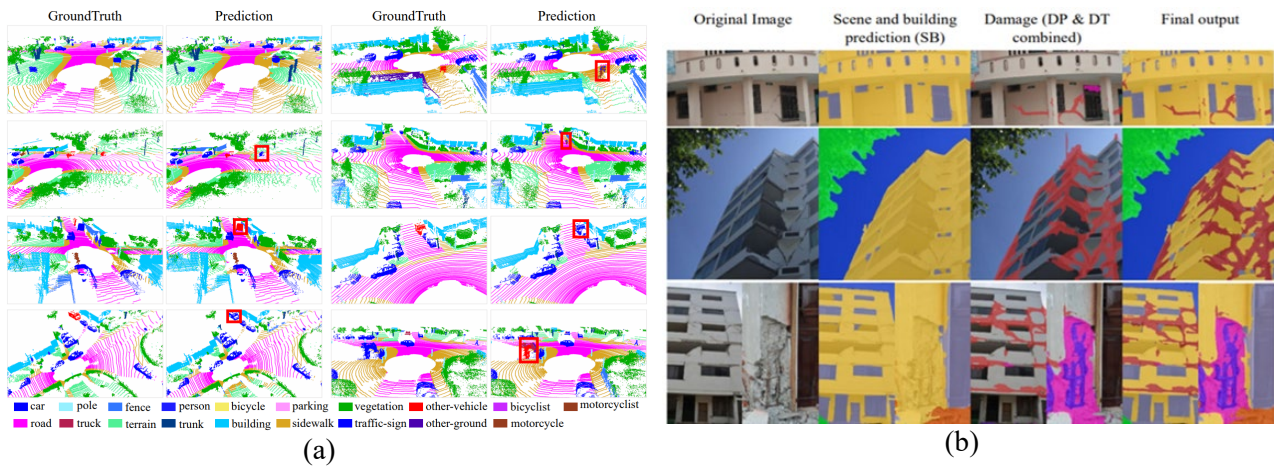 GroundTruth Prediction GroundTruth Prediction
car pole fence person bicycle parking vegetation other-vehicle bicyclist motorcyclist
road truck terrain trunk building sidewalk traffic-sign other-ground motorcycle
(a)
Original Image Scene and building prediction (SB) Damage (DP & DT combined) Final output
(b)